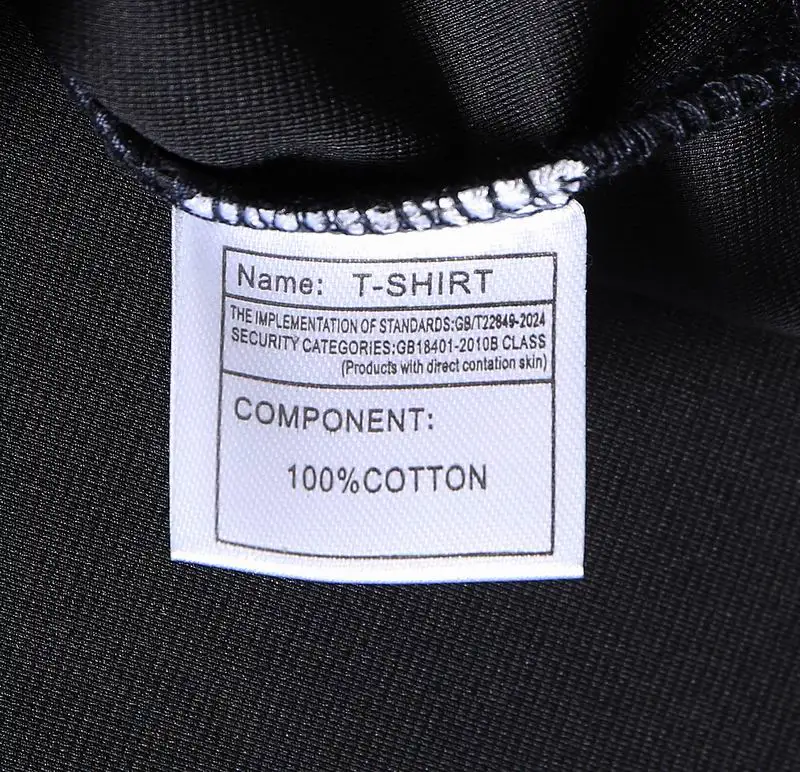 Name: T-SHIRT
THE IMPLEMENTATION OF STANDARDS:GB/T22849-2024
SECURITY CATEGORIES:GB18401-2010B CLASS
(Products with direct contation skin)
COMPONENT:
100%COTTON